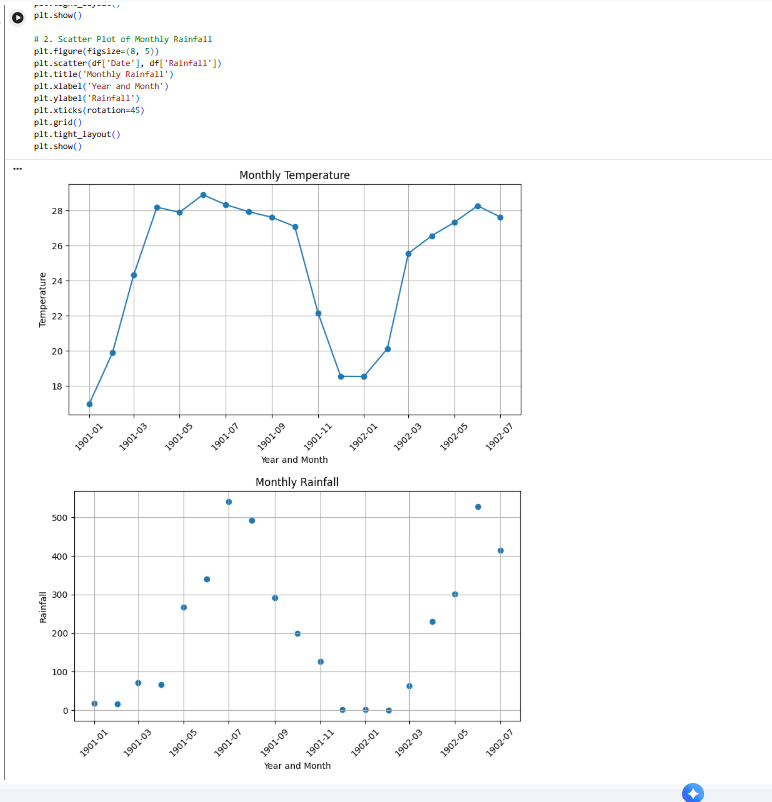 plt.show()
# 2. Scatter Plot of Monthly Rainfall
plt.figure(figsize=(8, 5))
plt.scatter(df['Date'], df['Rainfall'])
plt.title('Monthly Rainfall')
plt.xlabel('Year and Month')
plt.ylabel('Rainfall')
plt.xticks(rotation=45)
plt.grid()
plt.tight_layout()
plt.show()
...
Monthly Temperature
28
26
24
22
20
18
Temperature
1901-01
1901-03
1901-05
1901-07
1901-09
1901-11
1902-01
1902-03
1902-05
1902-07
Year and Month
Monthly Rainfall
500
400
300
200
100
0
Rainfall
1901-01
1901-03
1901-05
1901-07
1901-09
1901-11
1902-01
1902-03
1902-05
1902-07
Year and Month